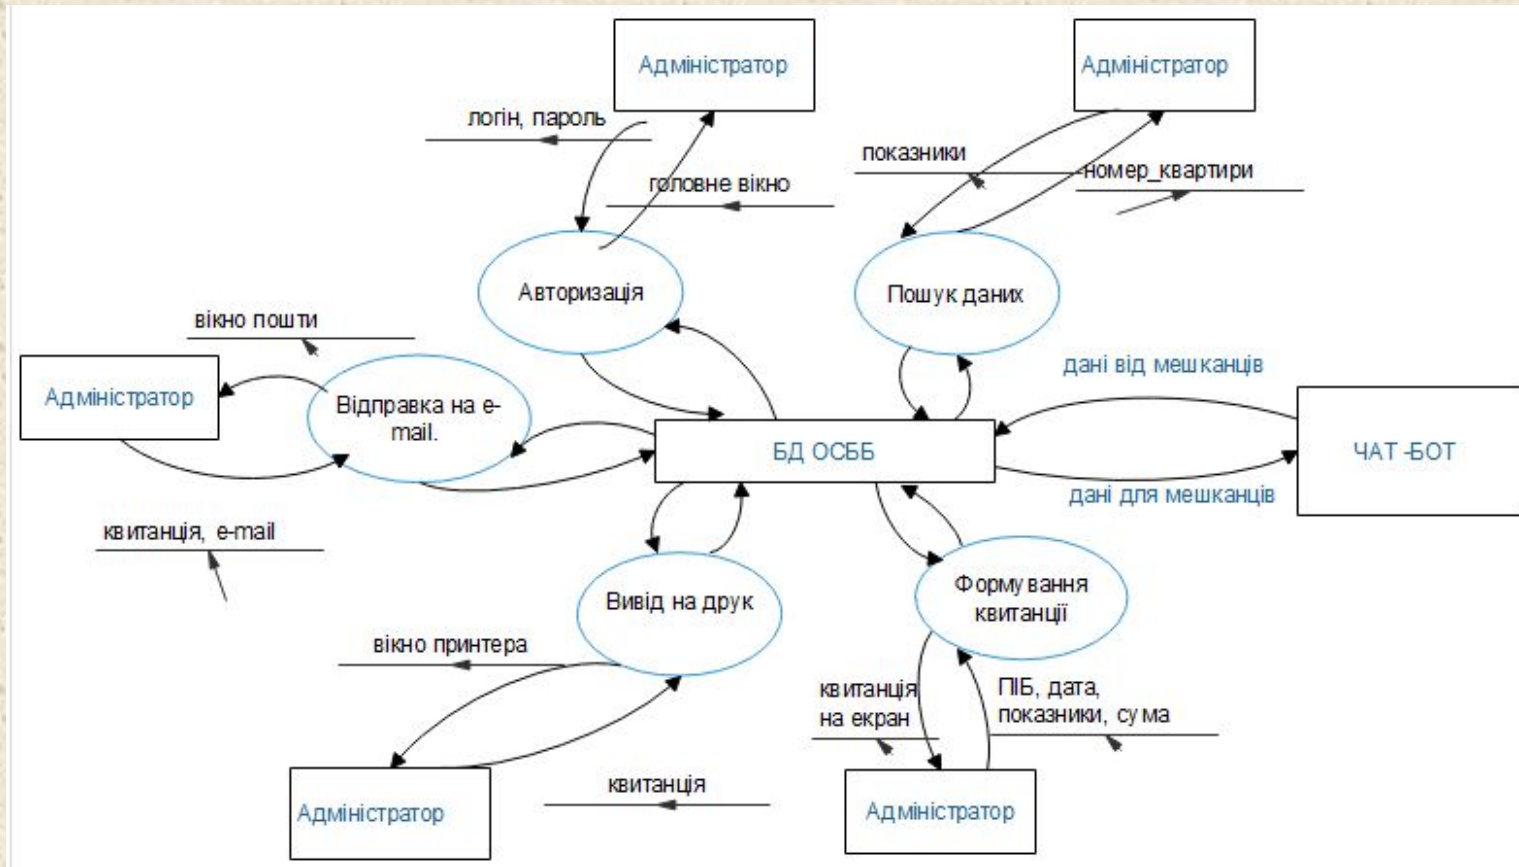 Адміністратор
Адміністратор
логін, пароль
показники
номер_квартири
головне вікно
Авторизація
Пошук даних
вікно пошти
дані від мешканців
Адміністратор
Відправка на e-
mail.
БД ОСББ
ЧАТ -БОТ
дані для мешканців
квитанція, e-mail
Вивід на друк
Формування
квитанції
вікно принтера
квитанція
на екран
ПІБ, дата,
показники, сума
квитанція
Адміністратор
Адміністратор